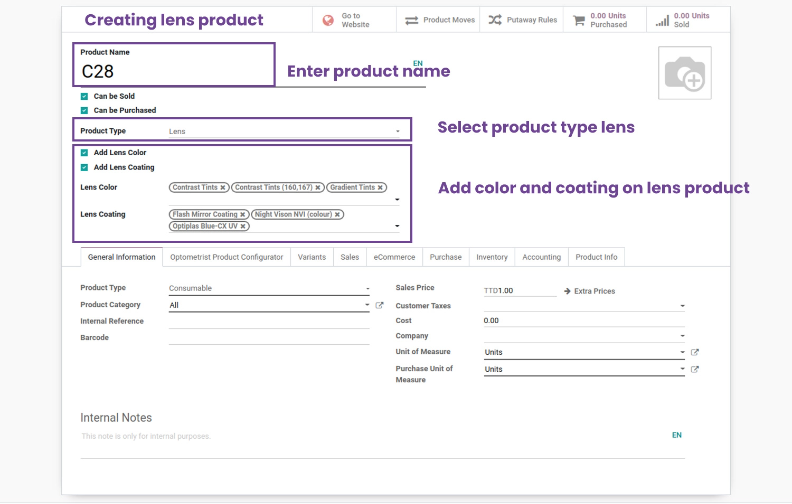 Creating lens product
Go to
Website
Product Moves
Putaway Rules
0.00 Units
Purchased
0.00 Units
Sold
Product Name
C28
EN
Enter product name
Can be Sold
Can be Purchased
Product Type Lens
Select product type lens
Add Lens Color
Add Lens Coating
Lens Color Contrast Tints × Contrast Tints (160,167) × Gradient Tints ×
Add color and coating on lens product
Lens Coating Flash Mirror Coating × Night Vison NVI (colour) ×
Optiplas Blue-CX UV ×
General Information Optometrist Product Configurator Variants Sales eCommerce Purchase Inventory Accounting Product Info
Product Type Consumable
Sales Price TTD1.00 Extra Prices
Product Category All
Customer Taxes
Internal Reference
Cost 0.00
Barcode
Company
Unit of Measure Units
Purchase Unit of Units
Measure
Internal Notes
This note is only for internal purposes.
EN